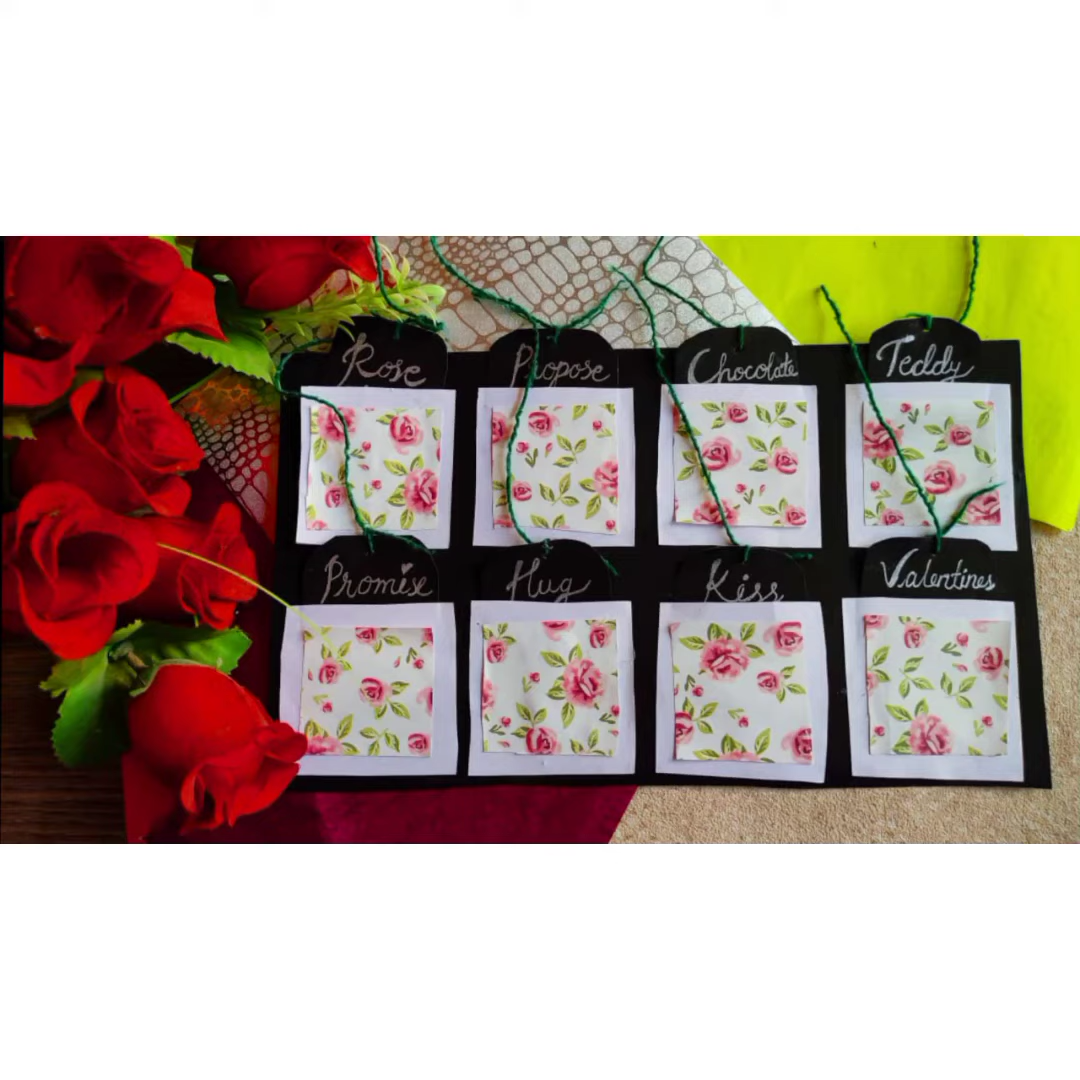 Rose
Propose
Chocolate
Teddy
Promise
Hug
Kiss
Valentines